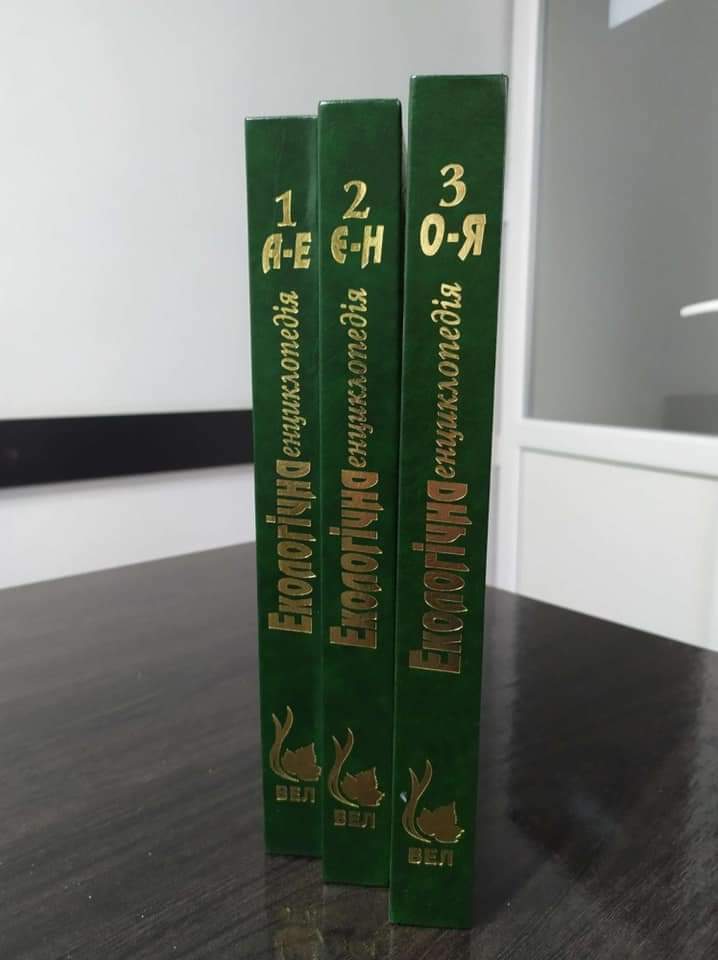 1
А-Е
Екологічна енциклопедія
ВЕЛ
2
Є-Н
Екологічна енциклопедія
ВЕЛ
3
О-Я
Екологічна енциклопедія
ВЕЛ